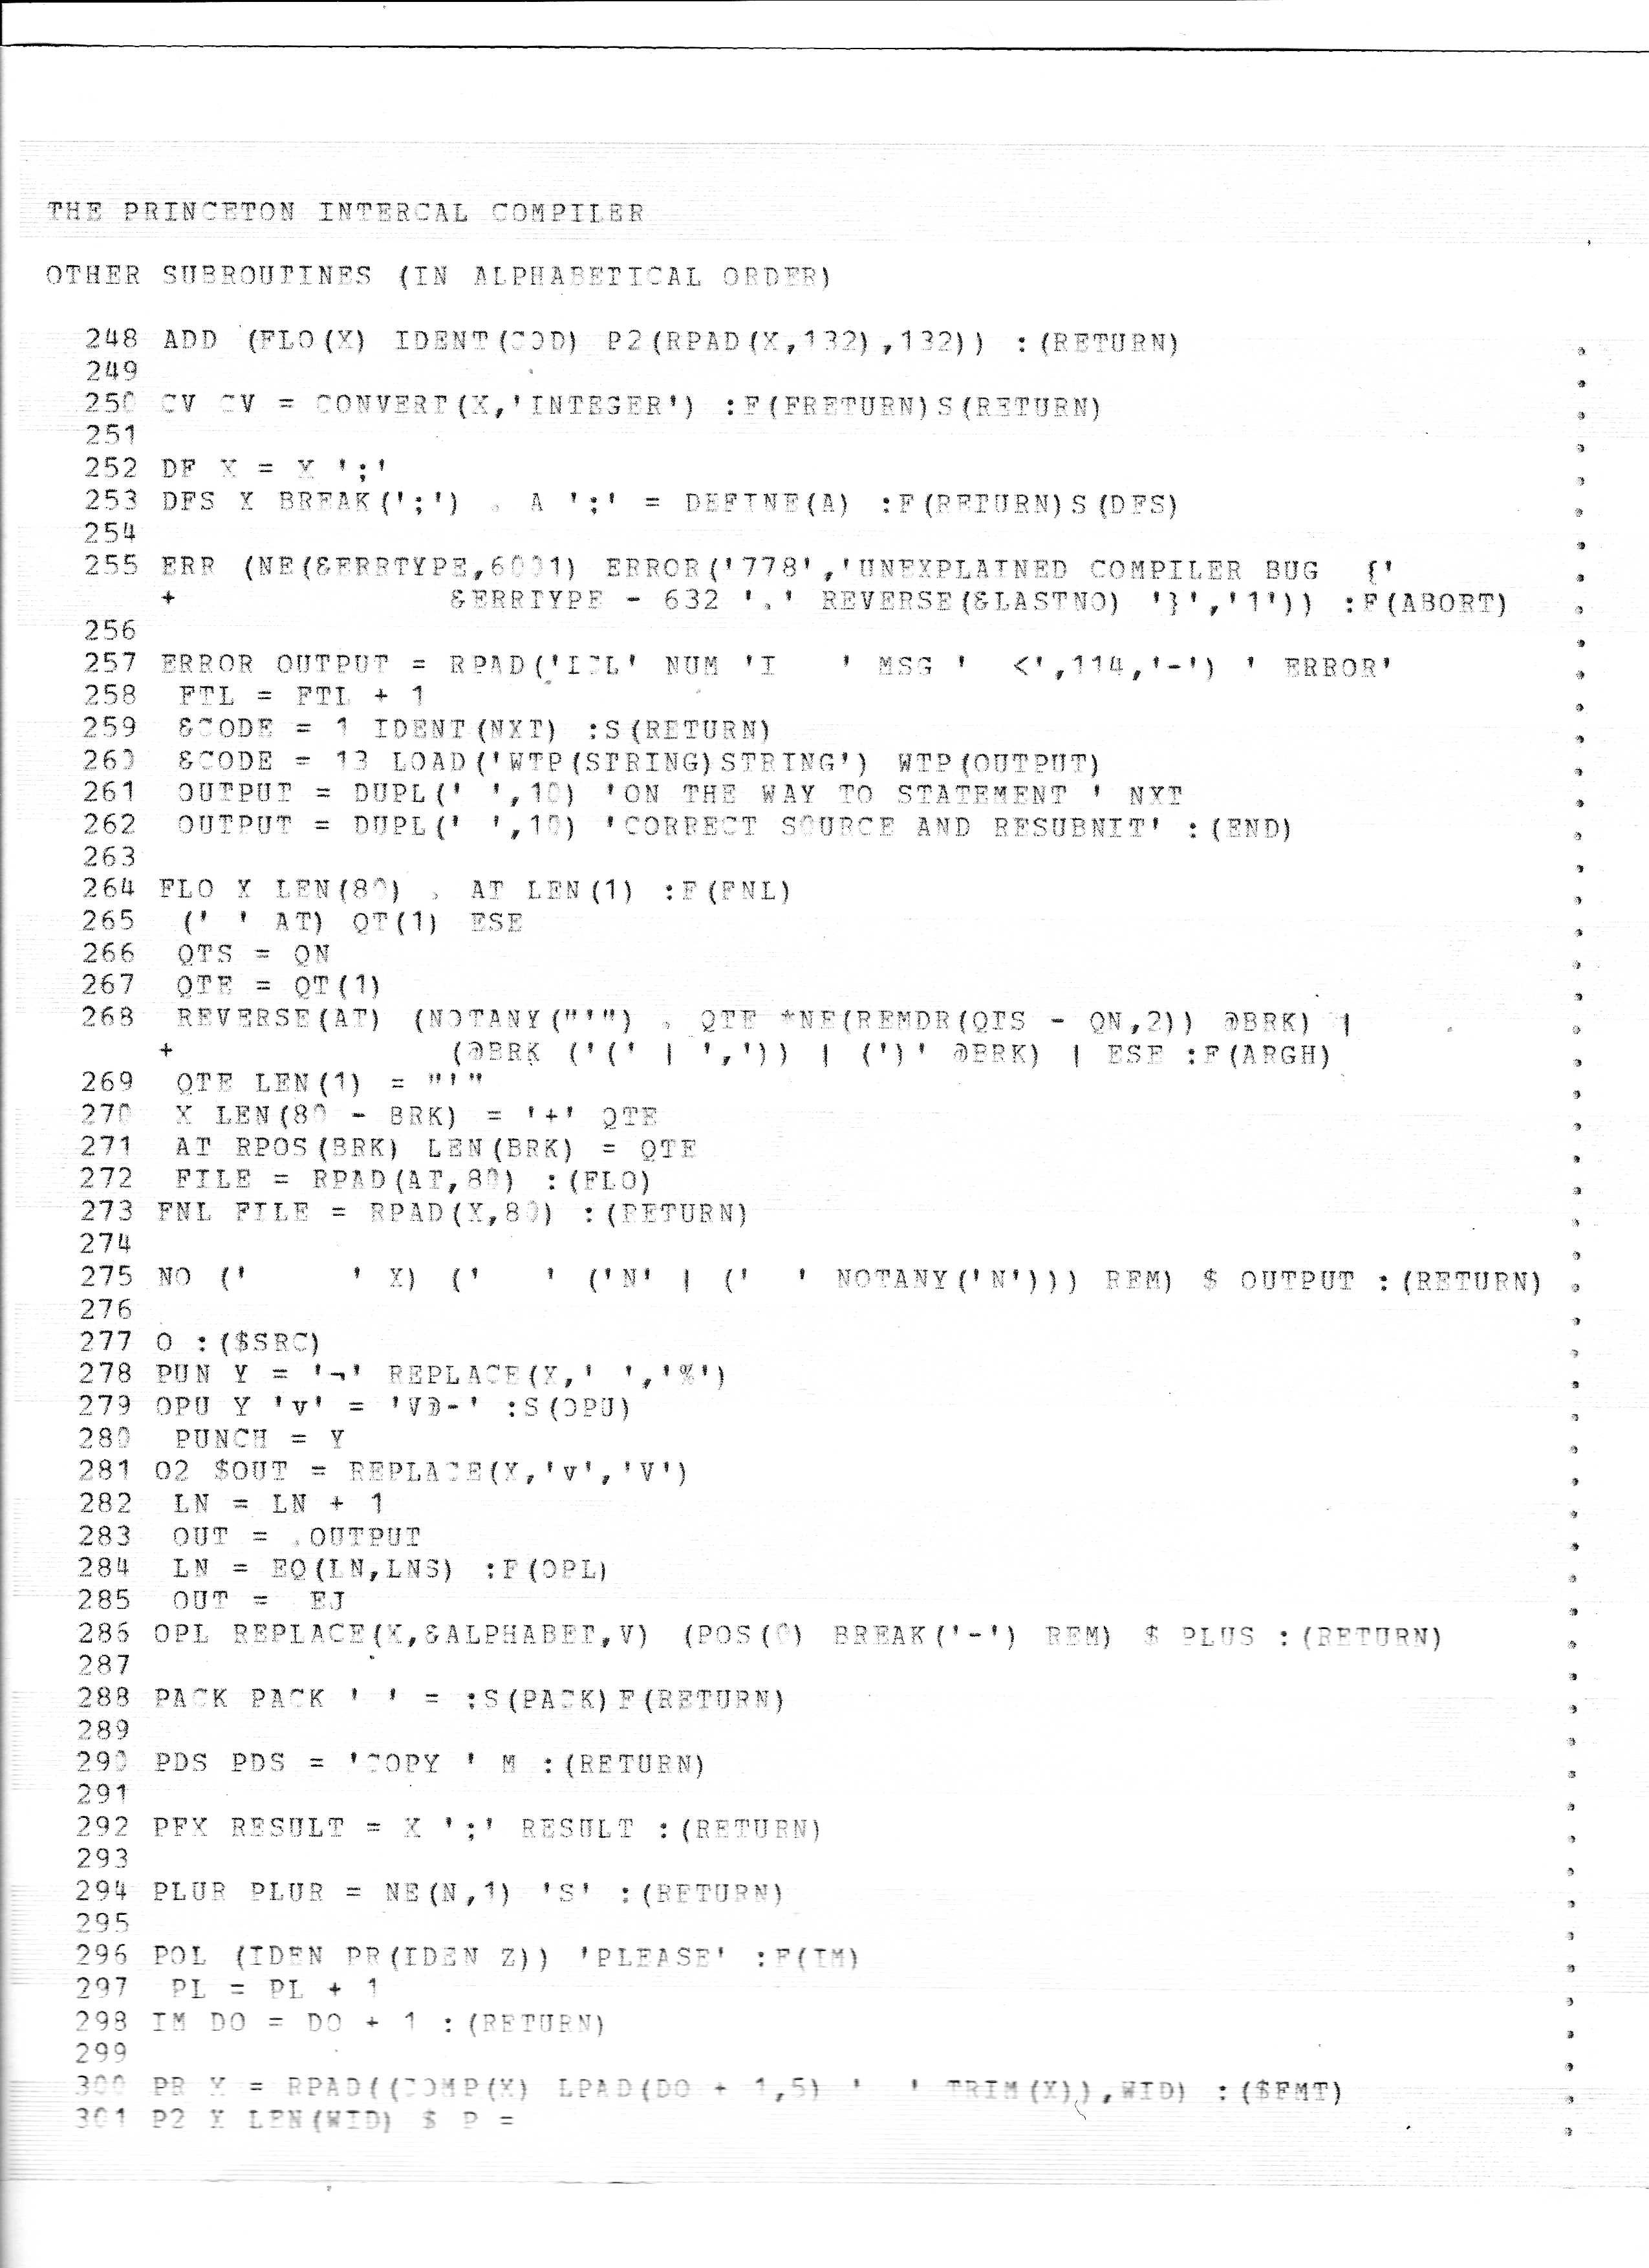 THE PRINCETON INTERCAL COMPILER
OTHER SUBROUTINES (IN ALPHABETICAL ORDER)
248 ADD (FLO(X) IDENT(COD) P2(RPAD(X,132),132)) :(RETURN)
249
250 CV CV = CONVERT(X,'INTEGER') :F(FRETURN)S(RETURN)
251
252 DF X = X ';'
253 DFS X BREAK(';') . A ';' = DEFINE(A) :F(RETURN)S(DFS)
254
255 ERR (NE(&ERRTYPE,6001) ERROR('778','UNEXPLAINED COMPILER BUG  {'
+                 &ERRTYPE - 632 '.' REVERSE(&LASTNO) '}','1')) :F(ABORT)
256
257 ERROR OUTPUT = RPAD('ICL' NUM 'I    ' MSG '  <',114,'-') ' ERROR'
258  FTL = FTL + 1
259  &CODE = 1 IDENT(NXT) :S(RETURN)
260  &CODE = 13 LOAD('WTP(STRING)STRING') WTP(OUTPUT)
261  OUTPUT = DUPL(' ',10) 'ON THE WAY TO STATEMENT ' NXT
262  OUTPUT = DUPL(' ',10) 'CORRECT SOURCE AND RESUBNIT' :(END)
263
264 FLO X LEN(80) . AT LEN(1) :F(FNL)
265  (' ' AT) QT(1) ESE
266  QTS = QN
267  QTE = QT(1)
268  REVERSE(AT) (NOTANY("'") . QTE *NE(REMDR(QTS - QN,2)) @BRK) |
+                 (@BRK ('(' | ',')) | (')' @BRK) | ESE :F(ARGH)
269  QTE LEN(1) = "'"
270  X LEN(80 - BRK) = '+' QTE
271  AT RPOS(BRK) LEN(BRK) = QTE
272  FILE = RPAD(AT,80) :(FLO)
273 FNL FILE = RPAD(X,80) :(RETURN)
274
275 NO ('       ' X) ('    ' ('N' | ('   ' NOTANY('N'))) REM) $ OUTPUT :(RETURN)
276
277 O :($SRC)
278 PUN Y = '¬' REPLACE(X,' ','%')
279 OPU Y 'v' = 'V@-' :S(OPU)
280  PUNCH = Y
281 O2 $OUT = REPLACE(X,'v','V')
282  LN = LN + 1
283  OUT = .OUTPUT
284  LN = EQ(LN,LNS) :F(OPL)
285  OUT =  EJ
286 OPL REPLACE(X,&ALPHABET,V) (POS(0) BREAK('-') REM) $ PLUS :(RETURN)
287
288 PACK PACK ' ' = :S(PACK)F(RETURN)
289
290 PDS PDS = 'COPY ' M :(RETURN)
291
292 PFX RESULT = X ';' RESULT :(RETURN)
293
294 PLUR PLUR = NE(N,1) 'S' :(RETURN)
295
296 POL (IDEN PR(IDEN Z)) 'PLEASE' :F(IM)
297  PL = PL + 1
298 IM DO = DO + 1 :(RETURN)
299
300 PR X = RPAD((COMP(X) LPAD(DO + 1,5) '  ' TRIM(X)),WID) :($FMT)
301 P2 X LEN(WID) $ P =